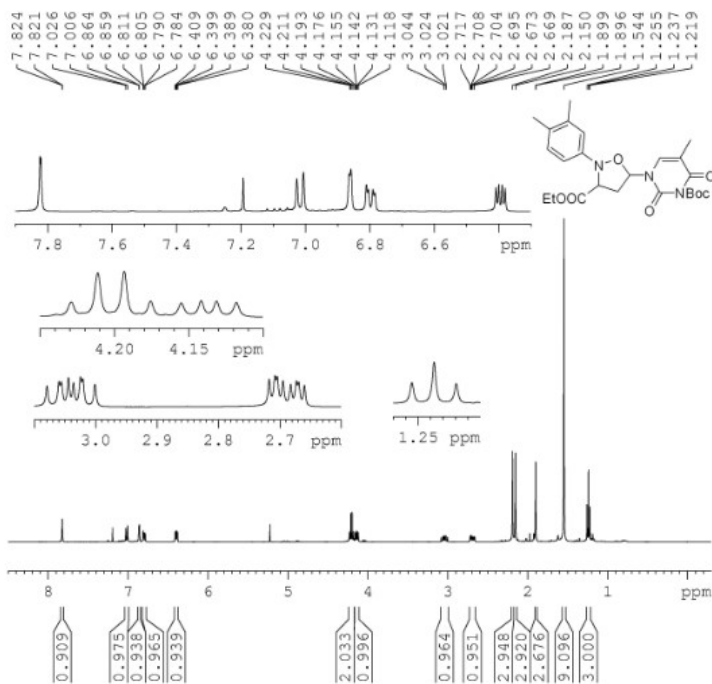 7.824 7.821 7.026 7.006 6.864 6.859 6.811 6.805 6.790 6.784 6.409 6.399 6.389 6.380 4.229 4.211 4.193 4.176 4.155 4.142 4.131 4.118 3.044 3.024 3.021 2.717 2.708 2.704 2.695 2.673 2.669 2.187 2.150 1.899 1.896 1.544 1.255 1.237 1.219
N O N O
EtO₂C O N Boc
7.8 7.6 7.4 7.2 7.0 6.8 6.6 ppm
4.20 4.15 ppm
3.0 2.9 2.8 2.7 ppm
1.25 ppm
8 7 6 5 4 3 2 1 ppm
0.909 0.975 0.938 0.965 0.939 2.033 0.996 0.964 0.951 2.948 2.920 2.676 9.096 3.000